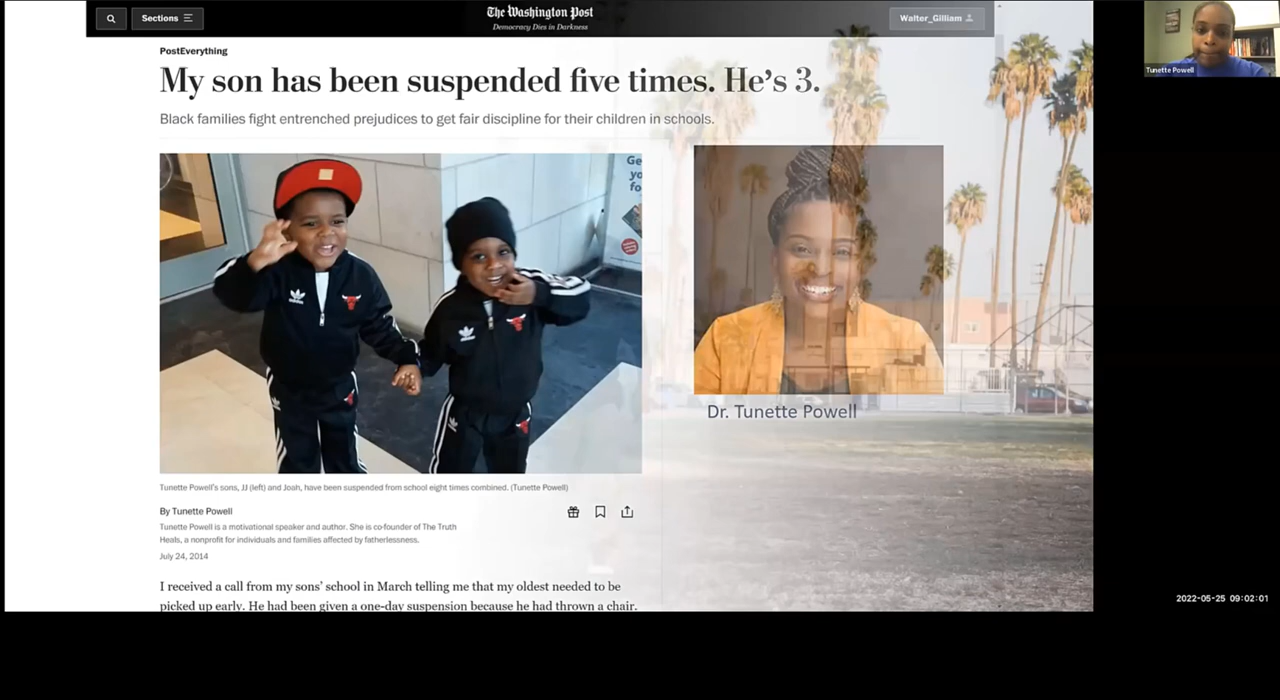 Sections
The Washington Post
Democracy Dies in Darkness
Walter_Gilliam
PostEverything
My son has been suspended five times. He's 3.
Black families fight entrenched prejudices to get fair discipline for their children in schools.
Ge
yo
fo
Dr. Tunette Powell
Tunette Powell's sons, JJ (left) and Joah, have been suspended from school eight times combined. (Tunette Powell)
By Tunette Powell
Tunette Powell is a motivational speaker and author. She is co-founder of The Truth
Heals, a nonprofit for individuals and families affected by fatherlessness.
July 24, 2014
I received a call from my sons' school in March telling me that my oldest needed to be
picked up early. He had been given a one-day suspension because he had thrown a chair.
Tunette Powell
2022-05-25 09:02:01